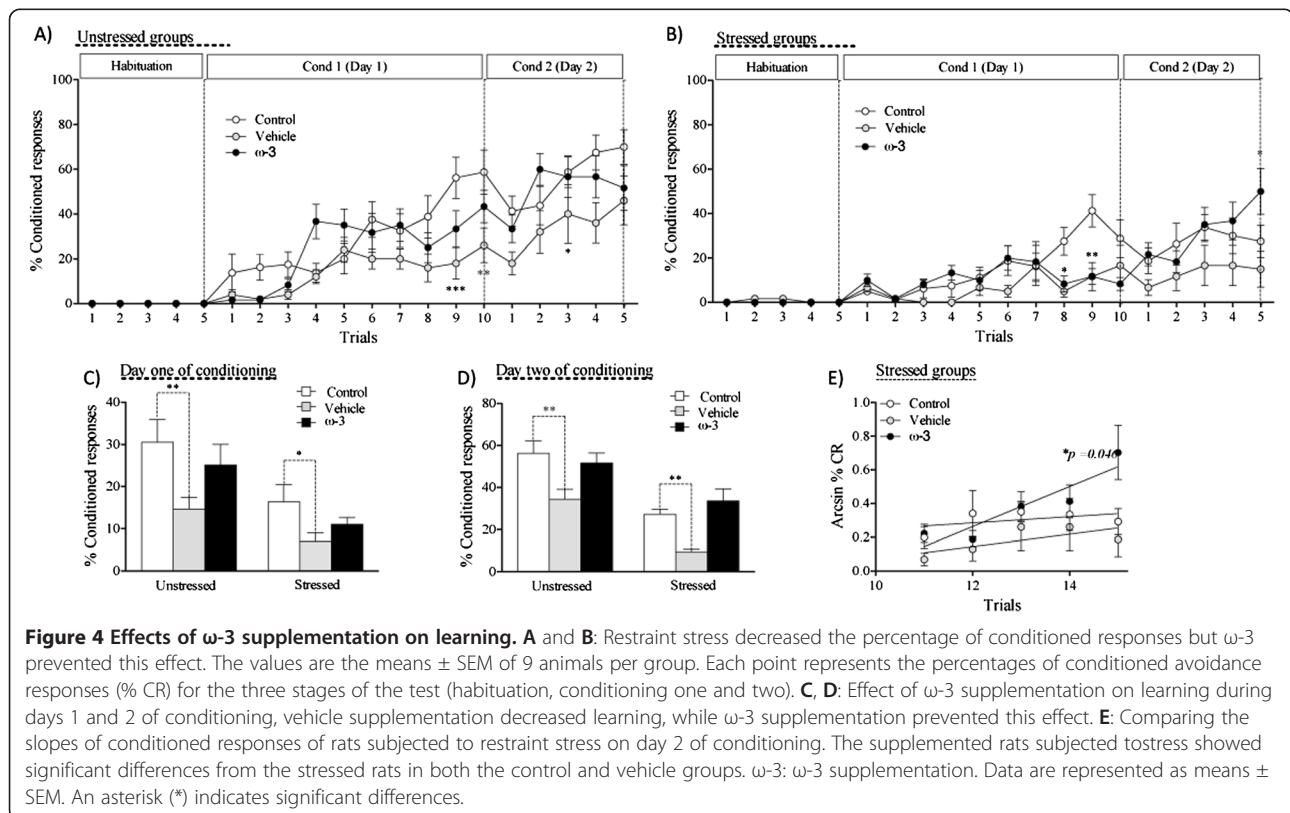 A) Unstressed groups
Habituation Cond 1 (Day 1) Cond 2 (Day 2)
100
80
60
40
20
0
% Conditioned responses
Control
Vehicle
ω-3
***
**
*
1 2 3 4 5 1 2 3 4 5 6 7 8 9 10 1 2 3 4 5
Trials
B) Stressed groups
Habituation Cond 1 (Day 1) Cond 2 (Day 2)
100
80
60
40
20
0
% Conditioned responses
Control
Vehicle
ω-3
*
**
*
1 2 3 4 5 1 2 3 4 5 6 7 8 9 10 1 2 3 4 5
Trials
C) Day one of conditioning
40
30
20
10
0
% Conditioned responses
**
*
Control
Vehicle
ω-3
Unstressed Stressed
D) Day two of conditioning
80
60
40
20
0
% Conditioned responses
**
**
Control
Vehicle
ω-3
Unstressed Stressed
E) Stressed groups
1.0
0.8
0.6
0.4
0.2
0.0
Arcsin % CR
Control
Vehicle
ω-3
*p =0.046
10 12 14
Trials
Figure 4 Effects of ω-3 supplementation on learning. A and B: Restraint stress decreased the percentage of conditioned responses but ω-3
prevented this effect. The values are the means ± SEM of 9 animals per group. Each point represents the percentages of conditioned avoidance
responses (% CR) for the three stages of the test (habituation, conditioning one and two). C, D: Effect of ω-3 supplementation on learning during
days 1 and 2 of conditioning, vehicle supplementation decreased learning, while ω-3 supplementation prevented this effect. E: Comparing the
slopes of conditioned responses of rats subjected to restraint stress on day 2 of conditioning. The supplemented rats subjected tostress showed
significant differences from the stressed rats in both the control and vehicle groups. ω-3: ω-3 supplementation. Data are represented as means ±
SEM. An asterisk (*) indicates significant differences.